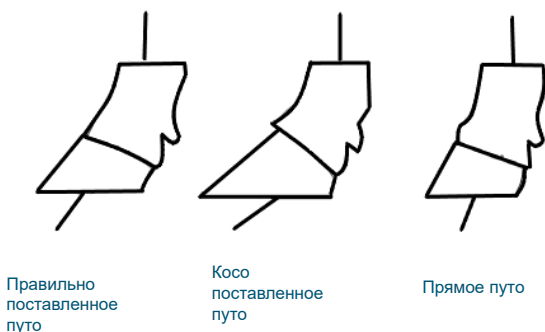 Правильно
поставленное
путо
Косо
поставленное
путо
Прямое путо